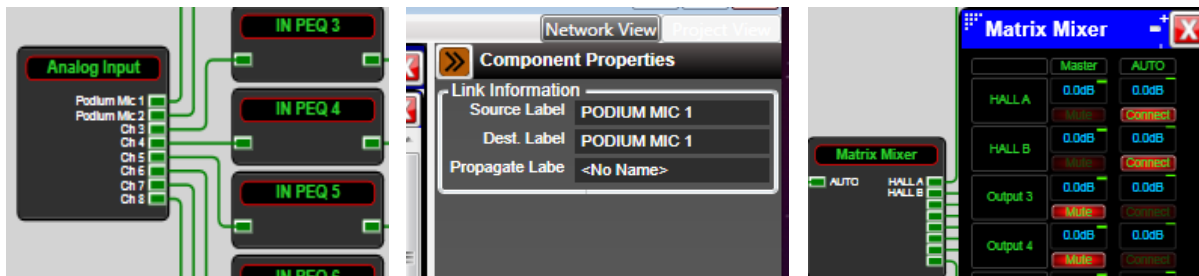 IN PEQ 3
Analog Input
Podium Mic 1
Podium Mic 2
Ch 3
Ch 4
Ch 5
Ch 6
Ch 7
Ch 8
IN PEQ 4
IN PEQ 5
IN PEQ 6
Network View Project View
Component Properties
Link Information
Source Label PODIUM MIC 1
Dest. Label PODIUM MIC 1
Propagate Labe <No Name>
Matrix Mixer
AUTO HALL A
HALL B
Matrix Mixer
Master AUTO
HALL A 0.0dB 0.0dB
Mute Connect
HALL B 0.0dB 0.0dB
Mute Connect
Output 3 0.0dB 0.0dB
Mute Connect
Output 4 0.0dB 0.0dB
Mute Connect